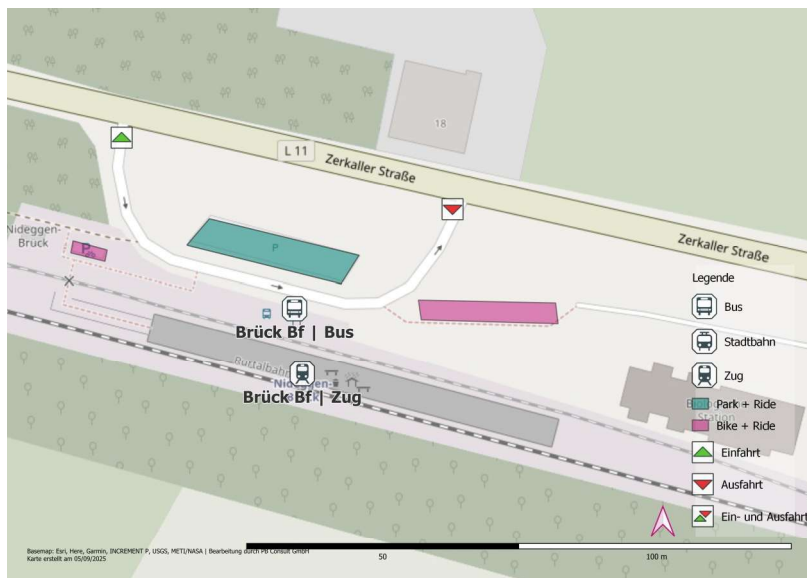 18
L 11
Zerkaller Straße
Zerkaller Straße
Nideggen-
Brück
P
P
Legende
Bus
Brück Bf | Bus
Stadtbahn
Rurtalbahn
Zug
Nideggen-
Brück
Brück Bf | Zug
Park + Ride
Station
Bike + Ride
Einfahrt
Ausfahrt
Ein- und Ausfahrt
Basemap: Esri, Here, Garmin, INCREMENT P, USGS, METI/NASA | Bearbeitung durch PB Consult GmbH
Karte erstellt am 05/09/2025
50
100 m